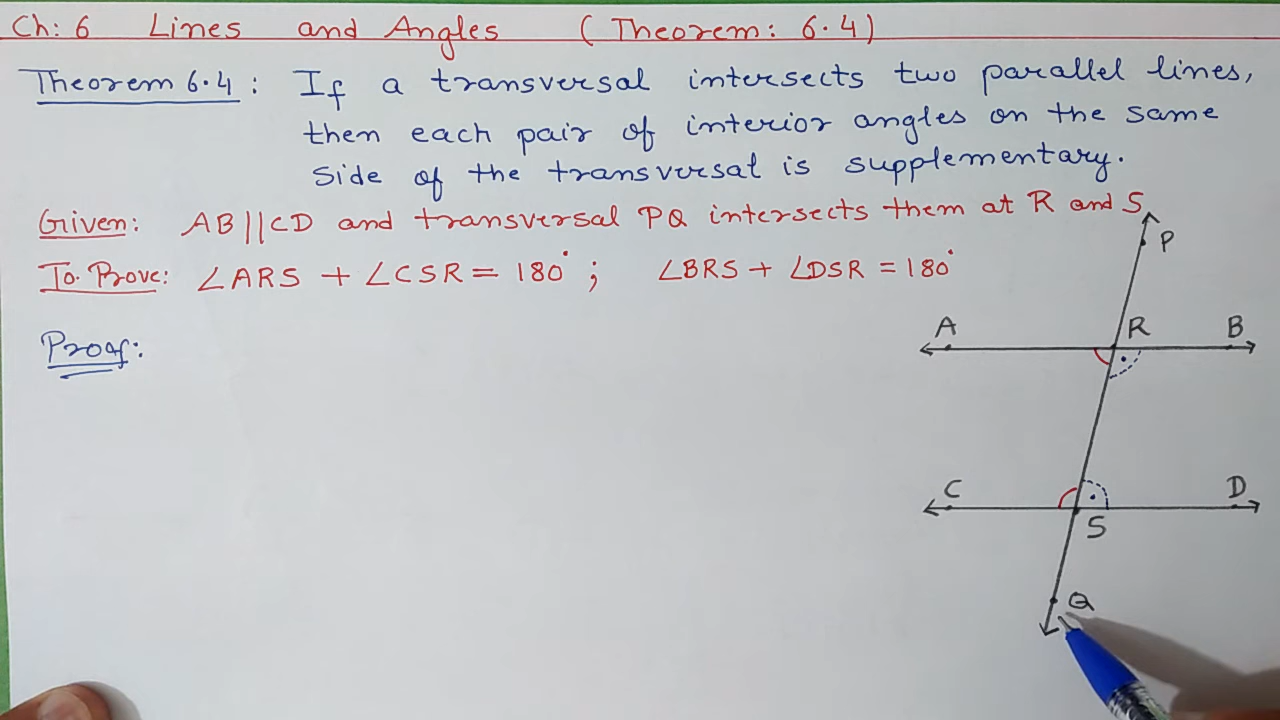 Ch: 6 Lines and Angles (Theorem: 6.4)
Theorem 6.4: If a transversal intersects two parallel lines,
then each pair of interior angles on the same
side of the transversal is supplementary.
Given: AB||CD and transversal PQ intersects them at R and S.
To Prove: ∠ARS + ∠CSR = 180°; ∠BRS + ∠DSR = 180°
Proof:
P
A R B
C D
S
Q